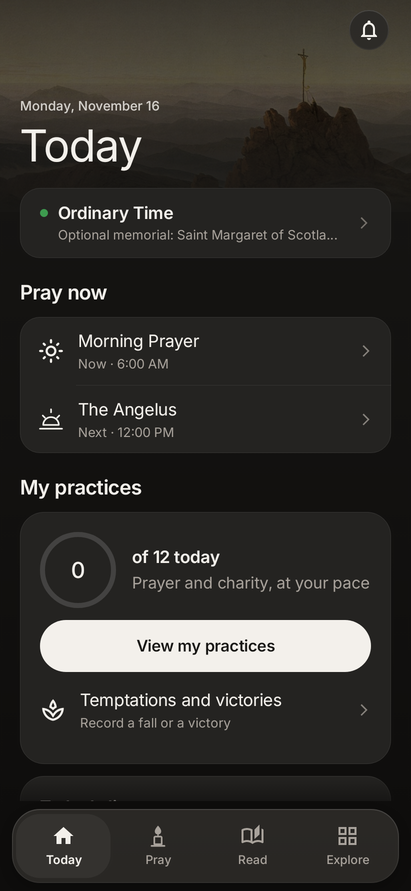 Monday, November 16
Today
Ordinary Time
Optional memorial: Saint Margaret of Scotla...
Pray now
Morning Prayer
Now · 6:00 AM
The Angelus
Next · 12:00 PM
My practices
0
of 12 today
Prayer and charity, at your pace
View my practices
Temptations and victories
Record a fall or a victory
Today
Pray
Read
Explore